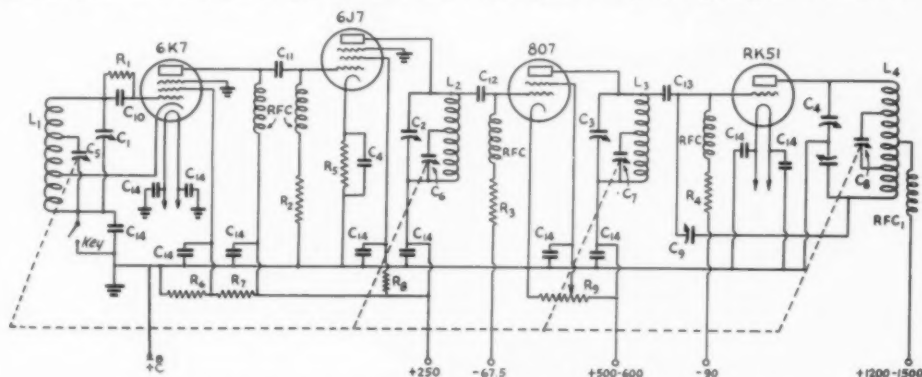 6K7
6J7
807
RK51
R1
C11
L2
C12
L3
C13
L4
L1
C10
C5
C1
RFC
C2
C3
C4
RFC
RFC
C14
C14
R5
C4
C6
C7
C14
C14
C8
RFC1
R2
R3
R4
C9
C14
Key
C14
C14
C14
C14
C14
C14
R6
R7
R8
R9
+250
-67.5
+500-600
-90
+1200-1500